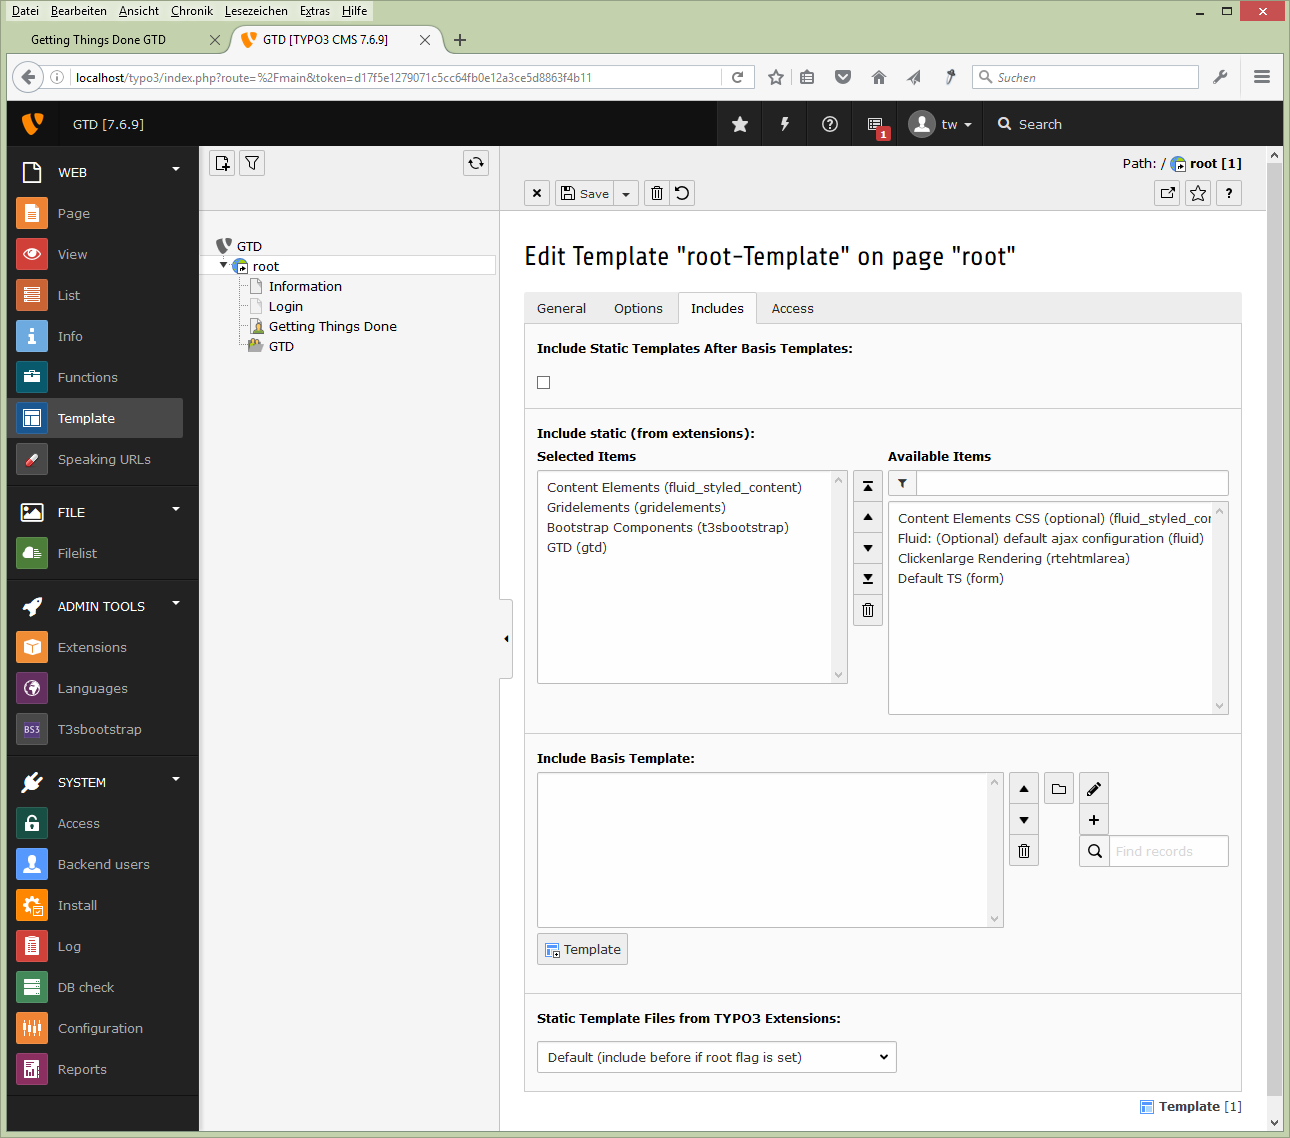 Datei Bearbeiten Ansicht Chronik Lesezeichen Extras Hilfe
Getting Things Done GTD
GTD [TYPO3 CMS 7.6.9]
localhost/typo3/index.php?route=%2Fmain&token=d17f5e1279071c5cc64fb0e12a3ce5d8863f4b11
Suchen
GTD [7.6.9]
1
tw
Search
WEB
Page
View
List
Info
Functions
Template
Speaking URLs
FILE
Filelist
ADMIN TOOLS
Extensions
Languages
BS3
T3sbootstrap
SYSTEM
Access
Backend users
Install
Log
DB check
Configuration
Reports
GTD
root
Information
Login
Getting Things Done
GTD
Path: / root [1]
Save
?
Edit Template "root-Template" on page "root"
General Options Includes Access
Include Static Templates After Basis Templates:
Include static (from extensions):
Selected Items
Content Elements (fluid_styled_content)
Gridelements (gridelements)
Bootstrap Components (t3sbootstrap)
GTD (gtd)
Available Items
Content Elements CSS (optional) (fluid_styled_con
Fluid: (Optional) default ajax configuration (fluid)
Clickenlarge Rendering (rtehtmlarea)
Default TS (form)
Include Basis Template:
Find records
Template
Static Template Files from TYPO3 Extensions:
Default (include before if root flag is set)
Template [1]